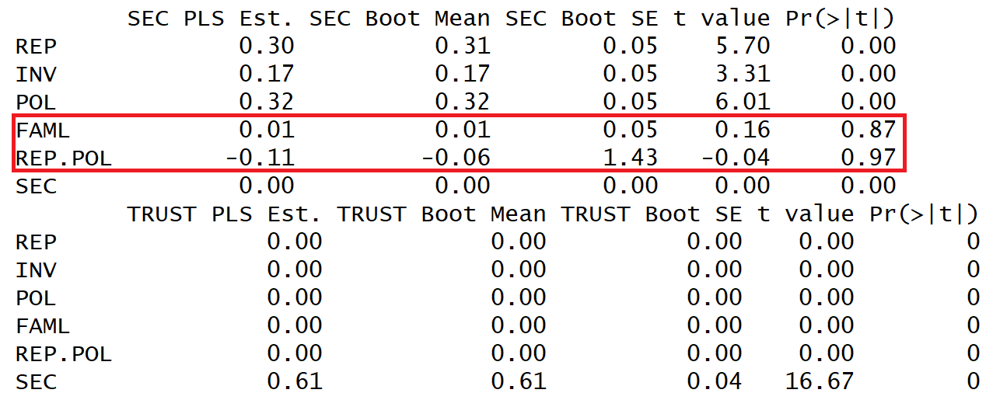 SEC PLS Est. SEC Boot Mean SEC Boot SE t value Pr(>|t|)
REP 0.30 0.31 0.05 5.70 0.00
INV 0.17 0.17 0.05 3.31 0.00
POL 0.32 0.32 0.05 6.01 0.00
FAML 0.01 0.01 0.05 0.16 0.87
REP.POL -0.11 -0.06 1.43 -0.04 0.97
SEC 0.00 0.00 0.00 0.00 0.00
TRUST PLS Est. TRUST Boot Mean TRUST Boot SE t value Pr(>|t|)
REP 0.00 0.00 0.00 0.00 0
INV 0.00 0.00 0.00 0.00 0
POL 0.00 0.00 0.00 0.00 0
FAML 0.00 0.00 0.00 0.00 0
REP.POL 0.00 0.00 0.00 0.00 0
SEC 0.61 0.61 0.04 16.67 0